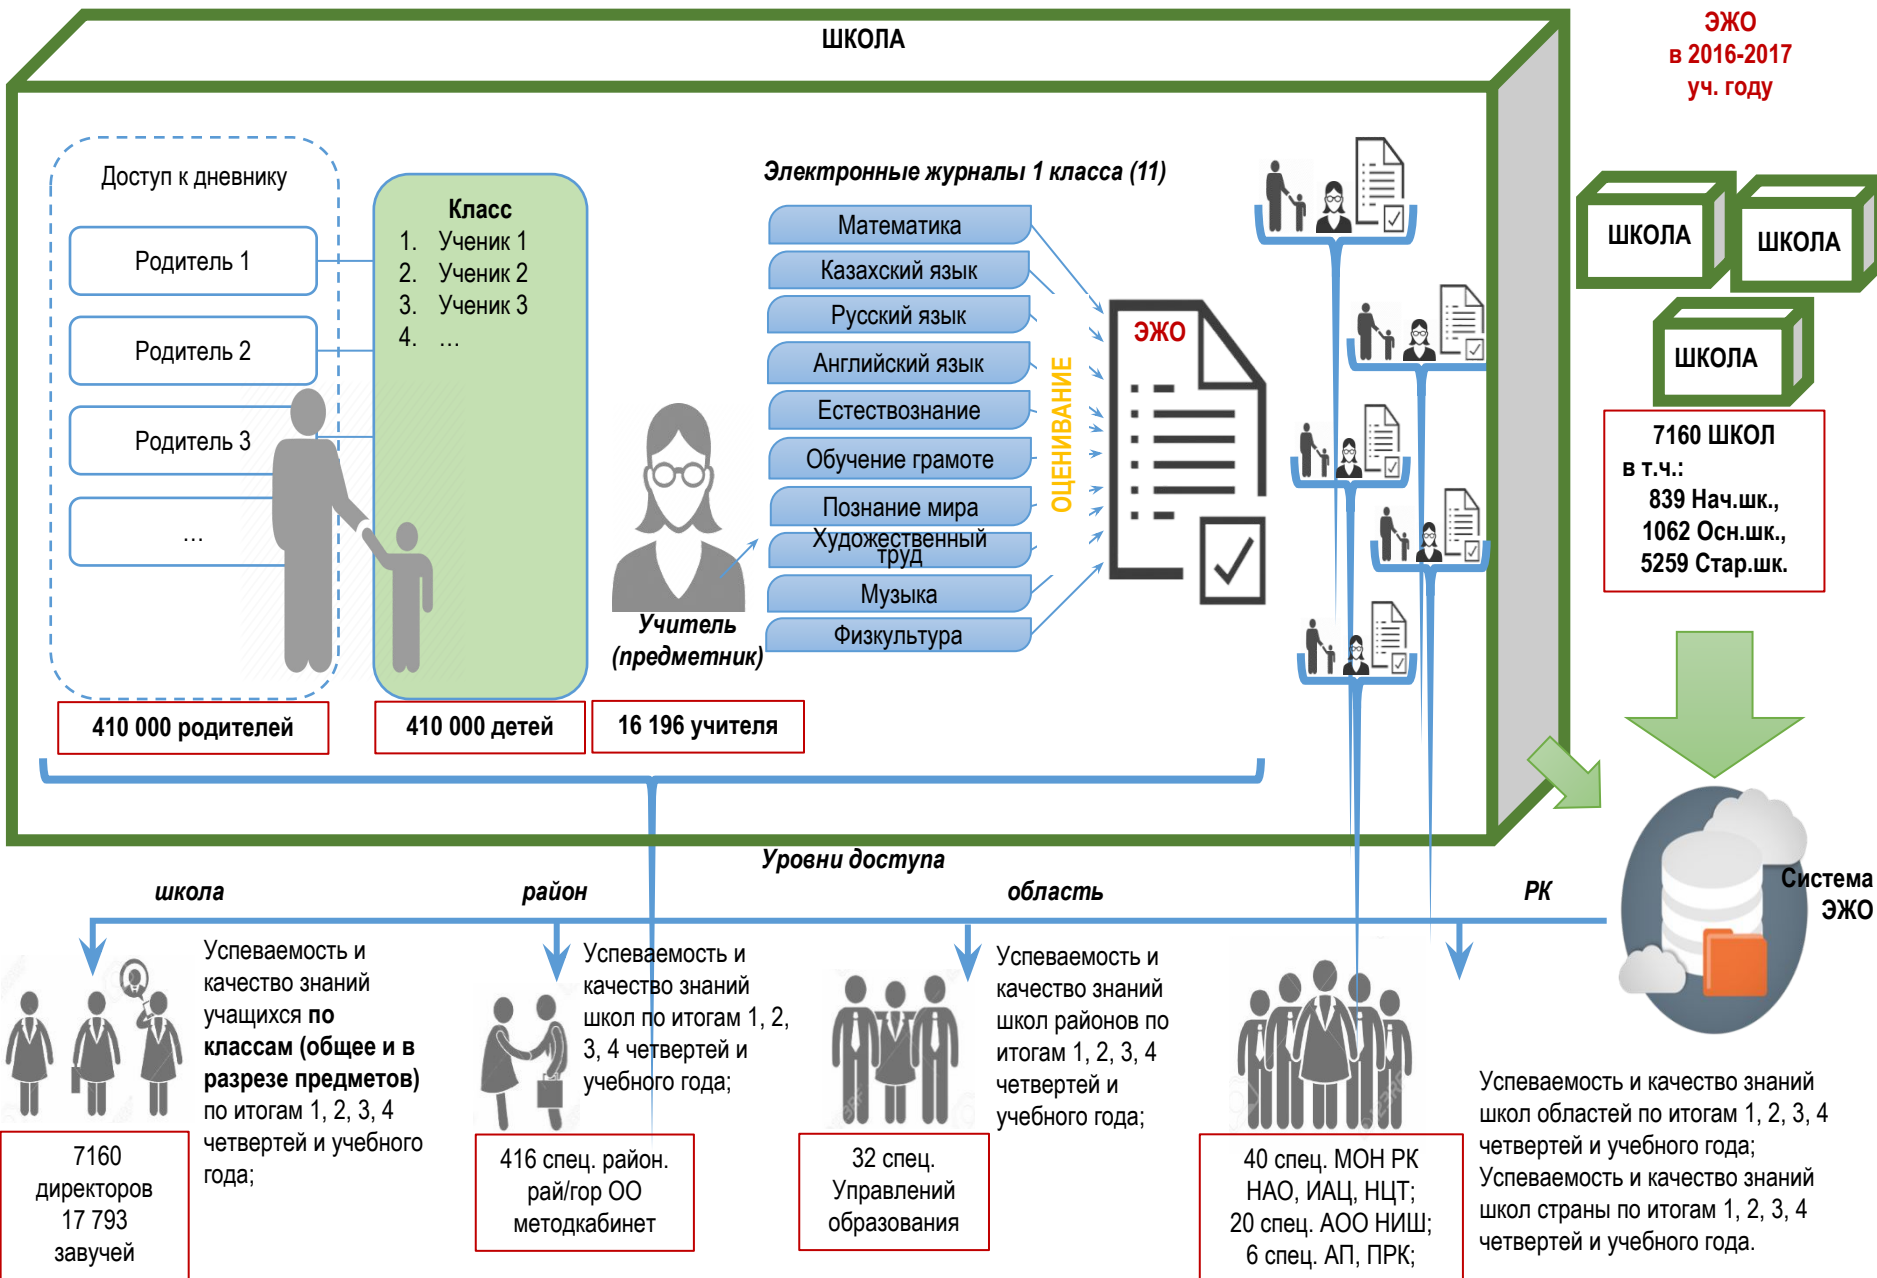 ШКОЛА
ЭЖО
в 2016-2017
уч. году
Доступ к дневнику
Родитель 1
Родитель 2
Родитель 3
...
Класс
1. Ученик 1
2. Ученик 2
3. Ученик 3
4. ...
Учитель
(предметник)
Электронные журналы 1 класса (11)
Математика
Казахский язык
Русский язык
Английский язык
Естествознание
Обучение грамоте
Познание мира
Художественный
труд
Музыка
Физкультура
ОЦЕНИВАНИЕ
ЭЖО
ШКОЛА
ШКОЛА
ШКОЛА
7160 ШКОЛ
в т.ч.:
839 Нач.шк.,
1062 Осн.шк.,
5259 Стар.шк.
410 000 родителей
410 000 детей
16 196 учителя
Уровни доступа
школа
район
область
РК
Система
ЭЖО
Успеваемость и
качество знаний
учащихся по
классам (общее и в
разрезе предметов)
по итогам 1, 2, 3, 4
четвертей и учебного
года;
7160
директоров
17 793
завучей
Успеваемость и
качество знаний
школ по итогам 1, 2,
3, 4 четвертей и
учебного года;
416 спец. район.
рай/гор ОО
методкабинет
Успеваемость и
качество знаний
школ районов по
итогам 1, 2, 3, 4
четвертей и
учебного года;
32 спец.
Управлений
образования
40 спец. МОН РК
НАО, ИАЦ, НЦТ;
20 спец. АОО НИШ;
6 спец. АП, ПРК;
Успеваемость и качество знаний
школ областей по итогам 1, 2, 3, 4
четвертей и учебного года;
Успеваемость и качество знаний
школ страны по итогам 1, 2, 3, 4
четвертей и учебного года.